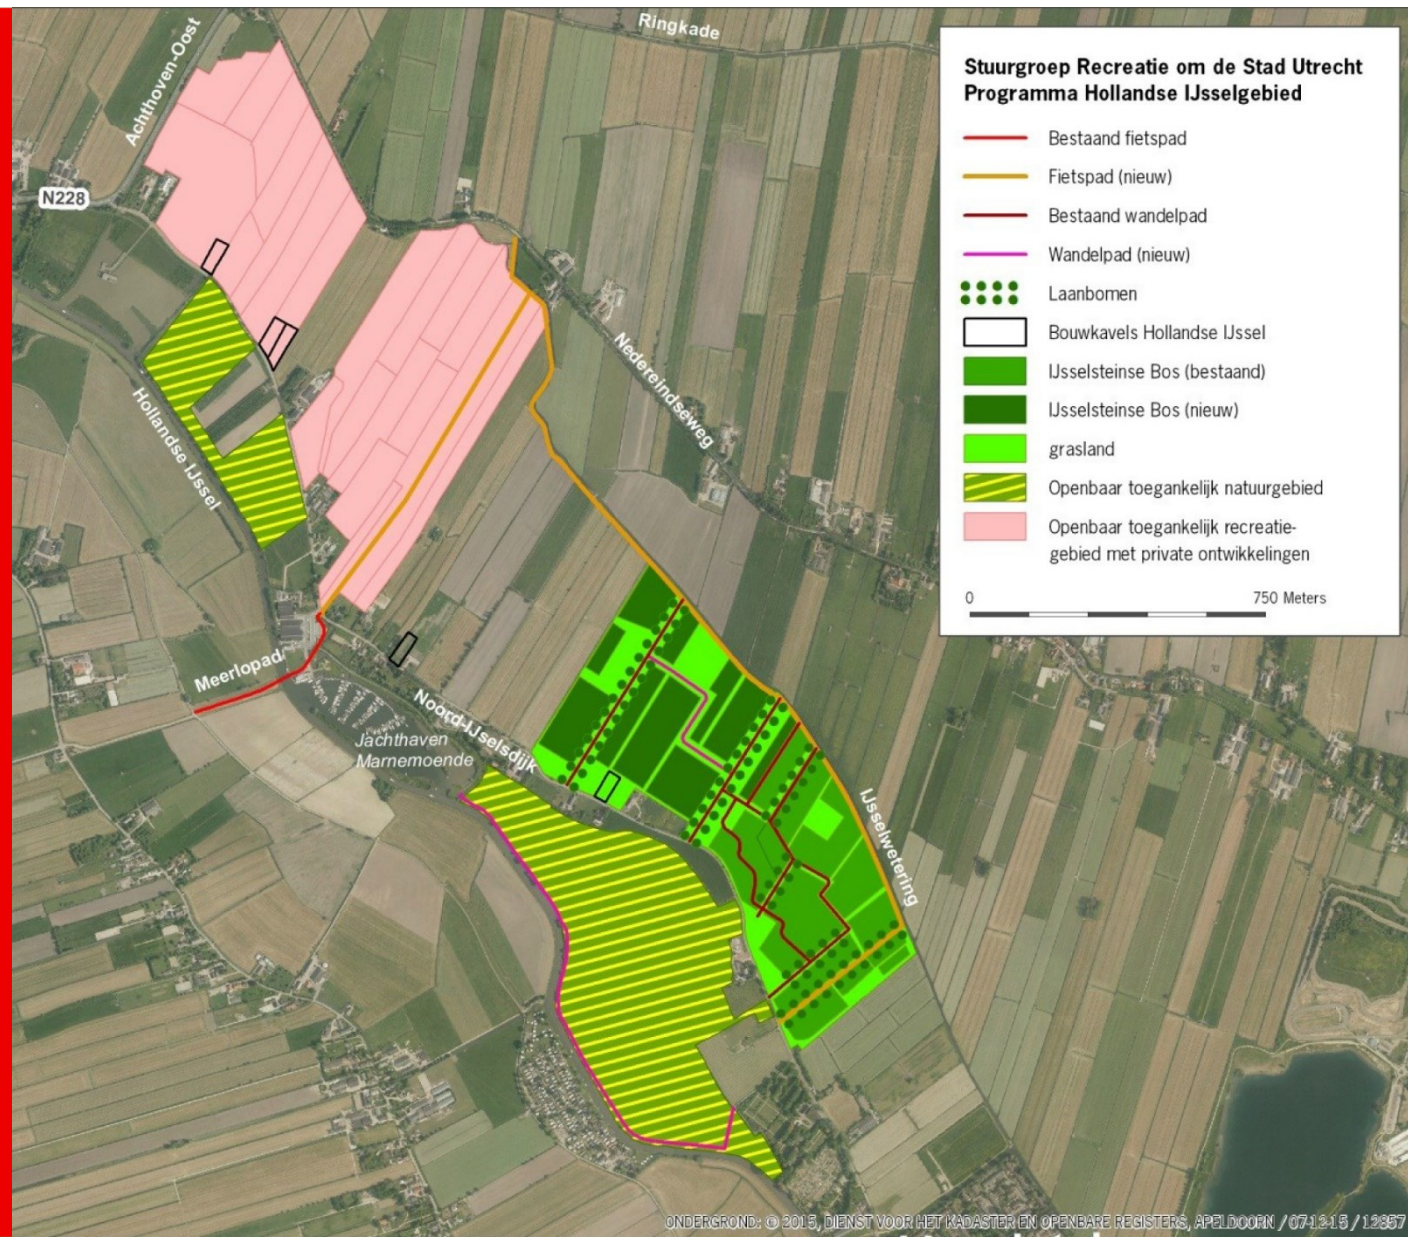 Ringkade
Achthoven-Oost
N228
Stuurgroep Recreatie om de Stad Utrecht
Programma Hollandse IJsselgebied
Bestaand fietspad
Fietspad (nieuw)
Bestaand wandelpad
Wandelpad (nieuw)
Laanbomen
Bouwkavels Hollandse IJssel
IJsselsteinse Bos (bestaand)
IJsselsteinse Bos (nieuw)
grasland
Openbaar toegankelijk natuurgebied
Openbaar toegankelijk recreatie-
gebied met private ontwikkelingen
0 750 Meters
Nedereindseweg
Hollandse IJssel
Meerlopad
Noord-IJsselsdijk
Jachthaven
Marnemoende
IJsselwetering
ONDERGROND: © 2015, DIENST VOOR HET KADASTER EN OPENBARE REGISTERS, APELDOORN / 07-12-15 / 12857